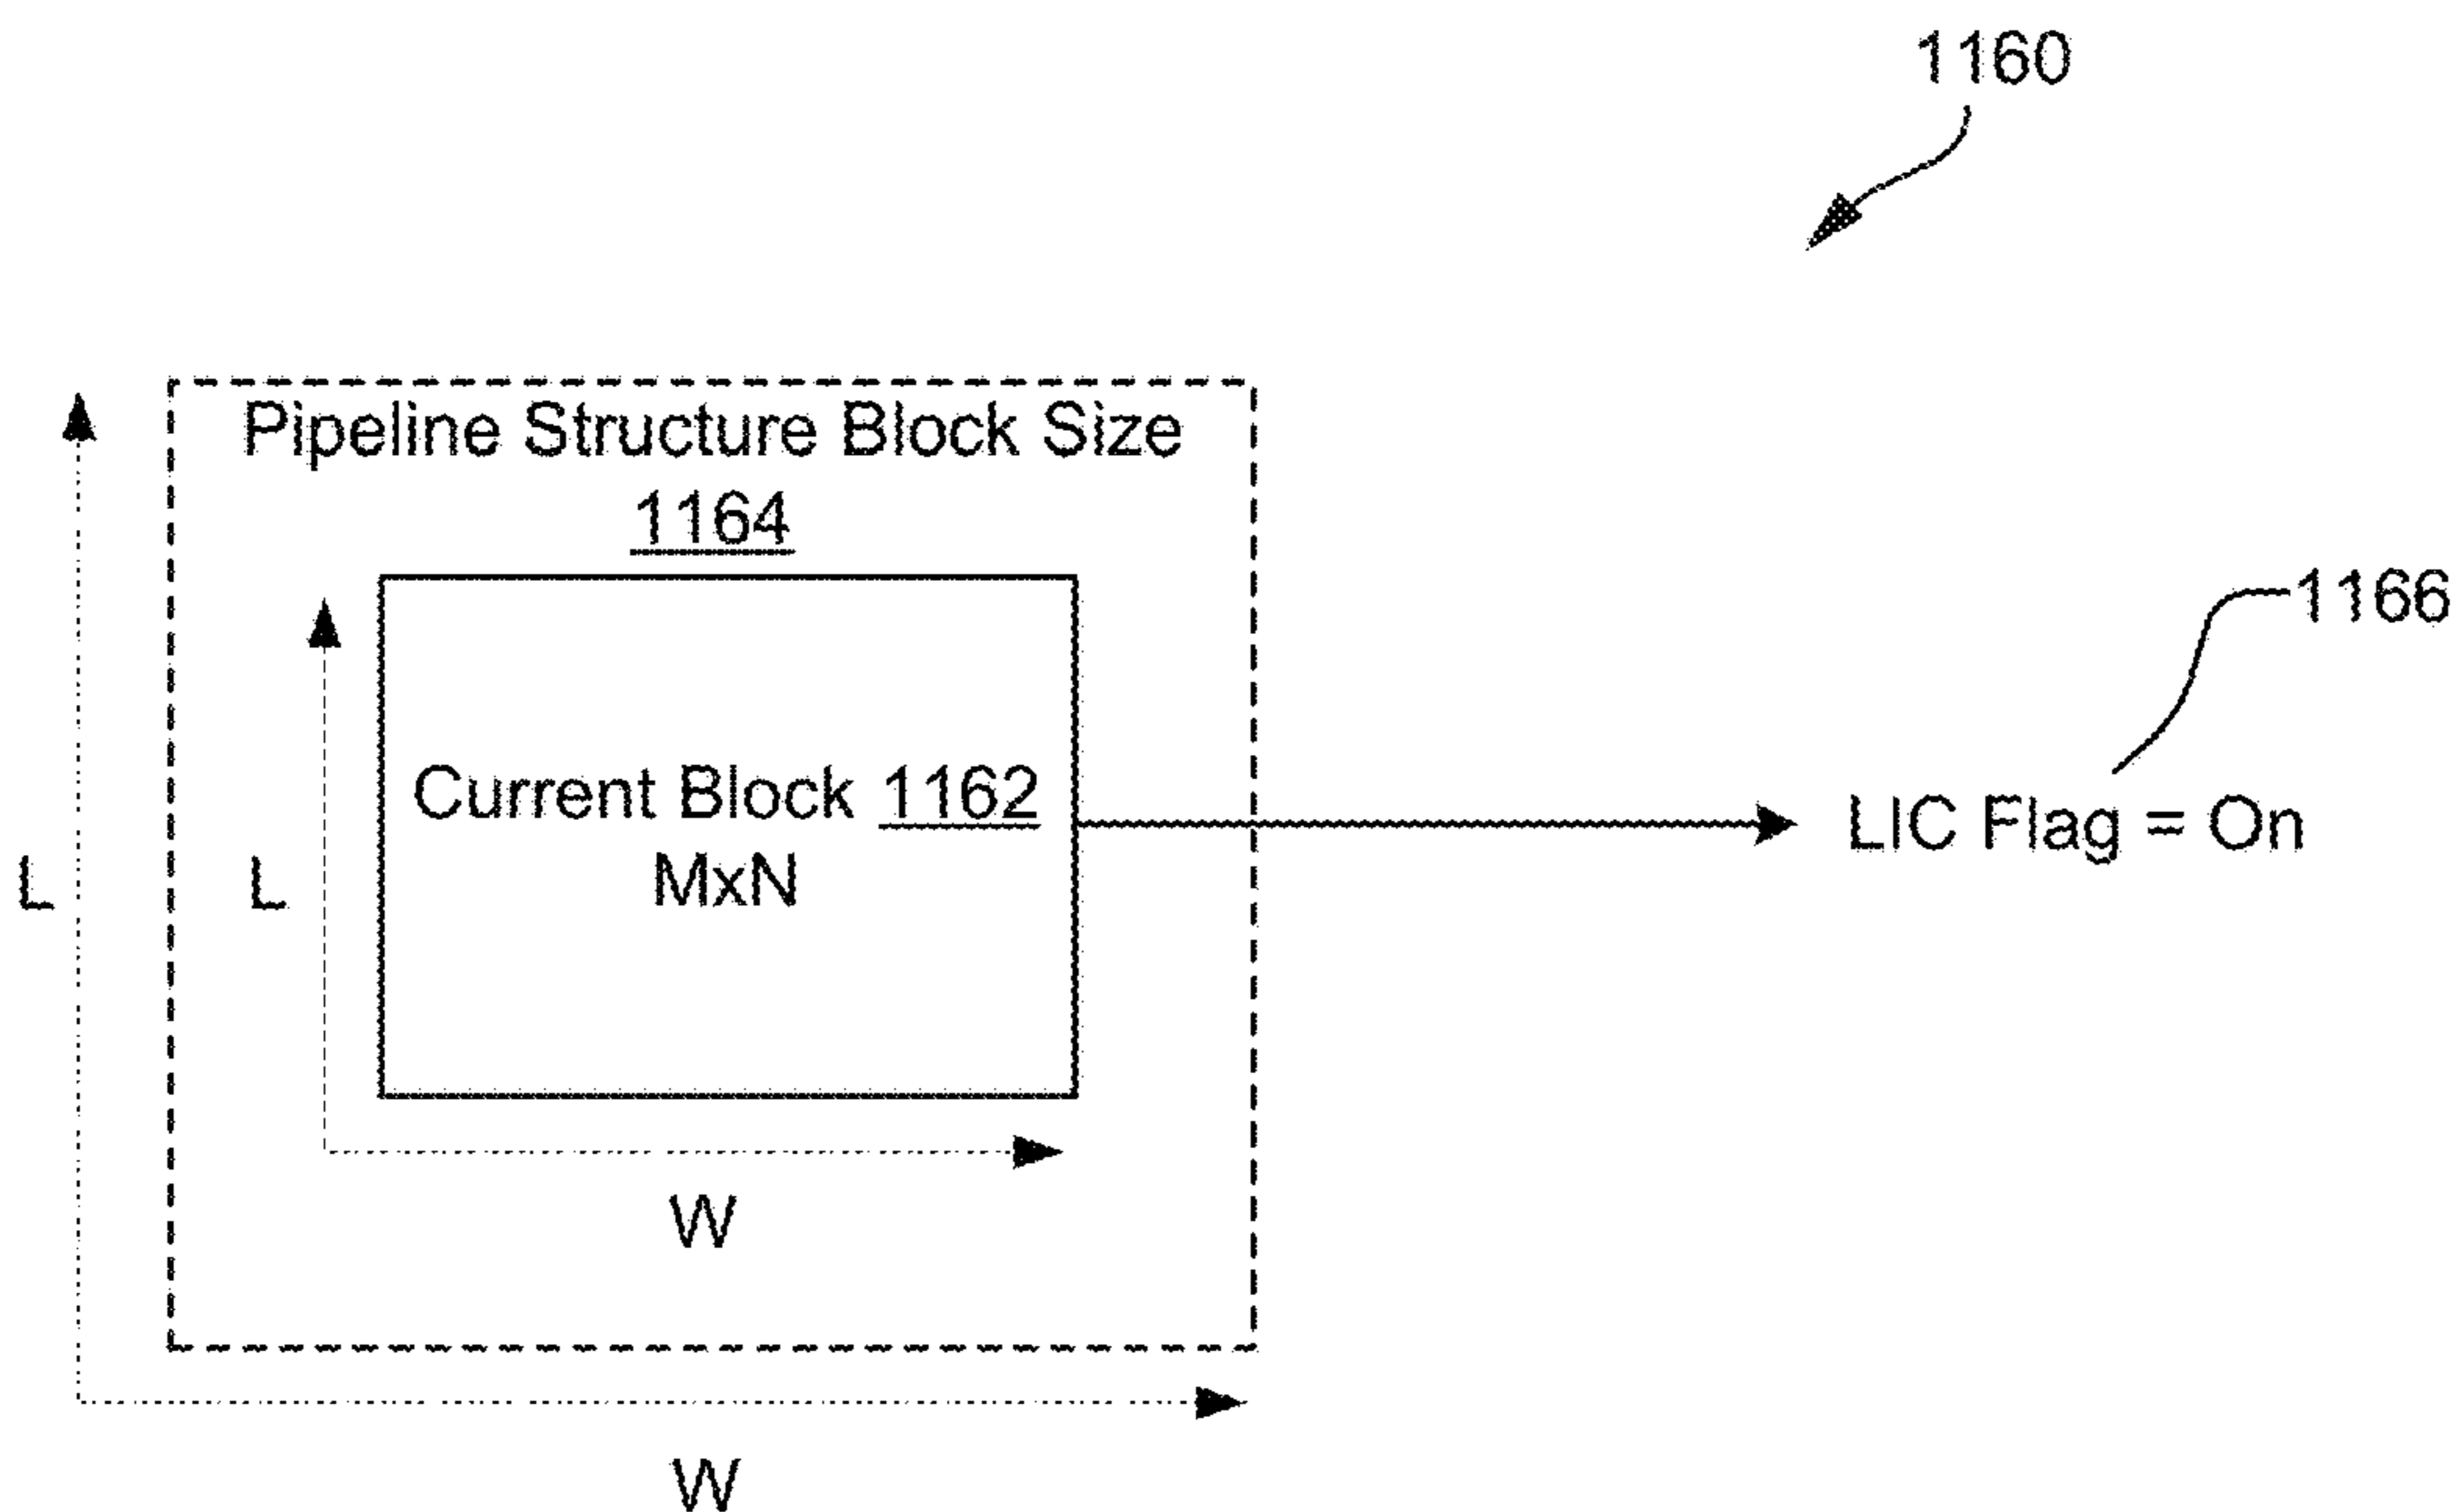 1160
Pipeline Structure Block Size
1164
1166
Current Block 1162
MxN
LIC Flag = On
L
L
W
W